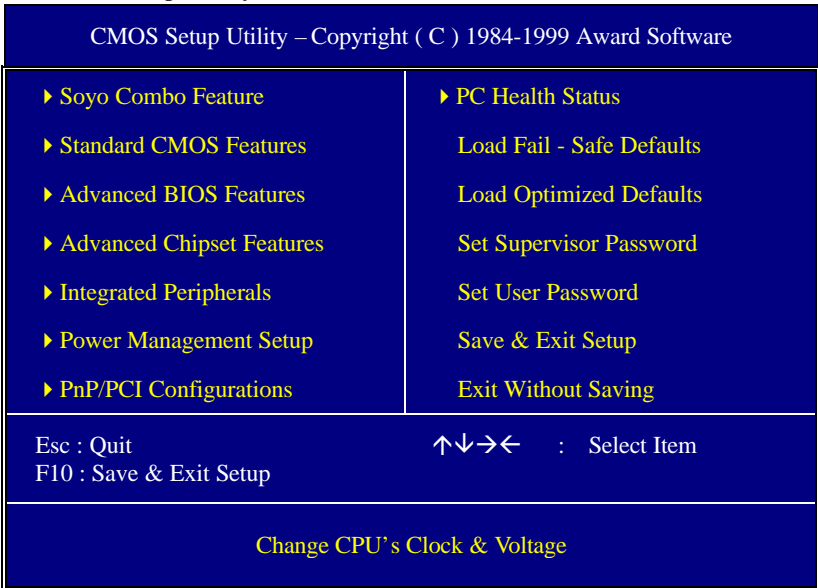 CMOS Setup Utility – Copyright ( C ) 1984-1999 Award Software
Soyo Combo Feature
Standard CMOS Features
Advanced BIOS Features
Advanced Chipset Features
Integrated Peripherals
Power Management Setup
PnP/PCI Configurations
PC Health Status
Load Fail - Safe Defaults
Load Optimized Defaults
Set Supervisor Password
Set User Password
Save & Exit Setup
Exit Without Saving
Esc : Quit
F10 : Save & Exit Setup
↑↓→← : Select Item
Change CPU's Clock & Voltage